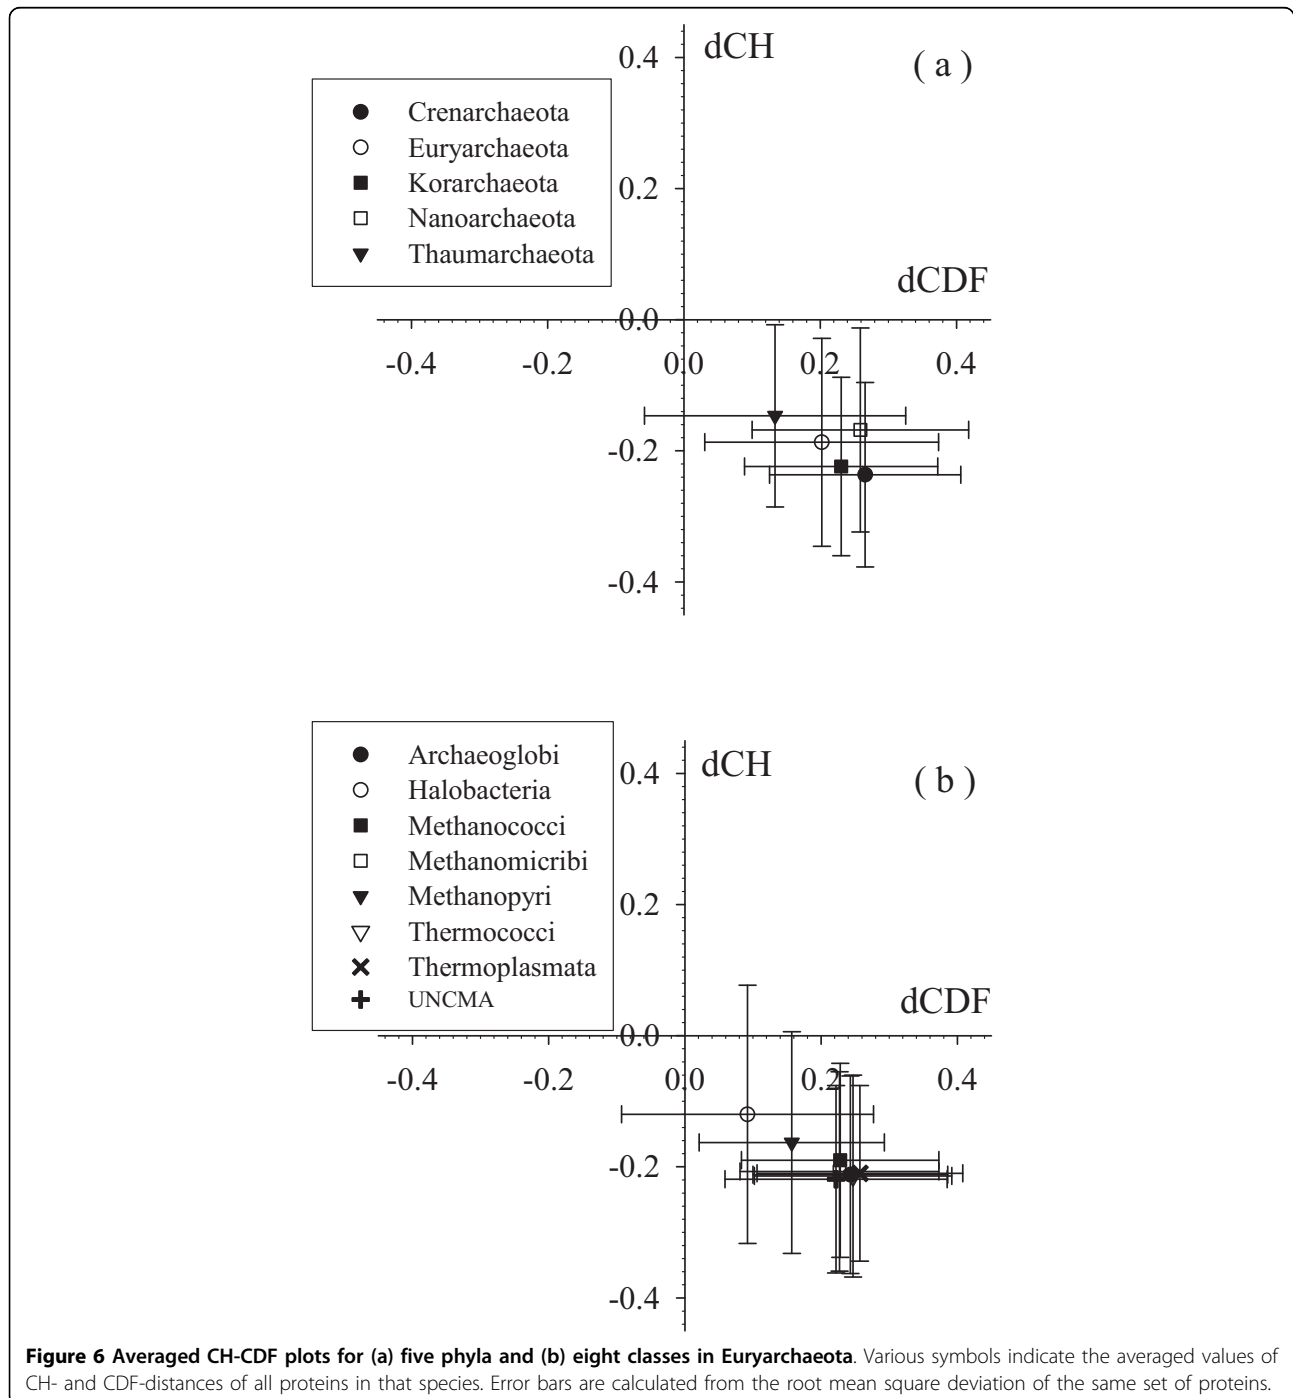 dCH
( a )
Crenarchaeota
Euryarchaeota
Korarchaeota
Nanoarchaeota
Thaumarchaeota
0.4
0.2
dCDF
0.0
-0.4
-0.2
0.0
0.2
0.4
-0.2
-0.4
dCH
( b )
Archaeoglobi
Halobacteria
Methanococci
Methanomicribi
Methanopyri
Thermococci
Thermoplasmata
UNCMA
0.4
0.2
dCDF
0.0
-0.4
-0.2
0.0
0.2
0.4
-0.2
-0.4
Figure 6 Averaged CH-CDF plots for (a) five phyla and (b) eight classes in Euryarchaeota. Various symbols indicate the averaged values of
CH- and CDF-distances of all proteins in that species. Error bars are calculated from the root mean square deviation of the same set of proteins.